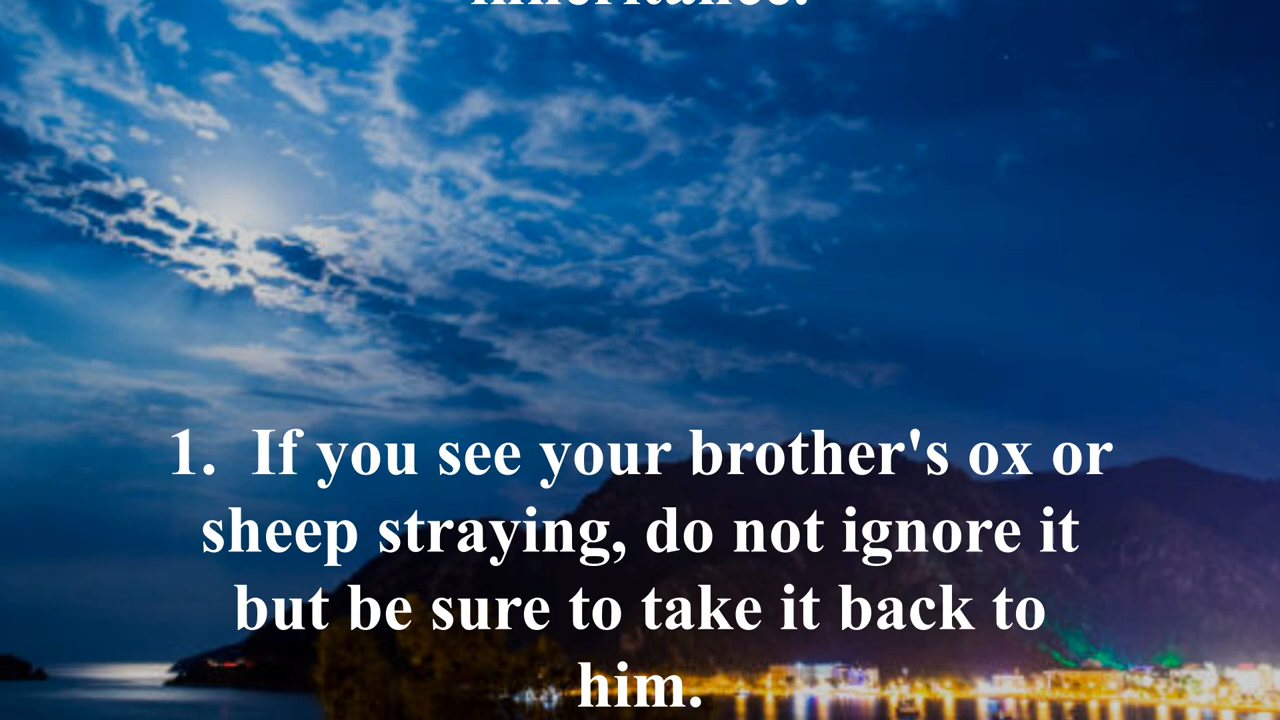 inheritance.
1. If you see your brother's ox or
sheep straying, do not ignore it
but be sure to take it back to
him.